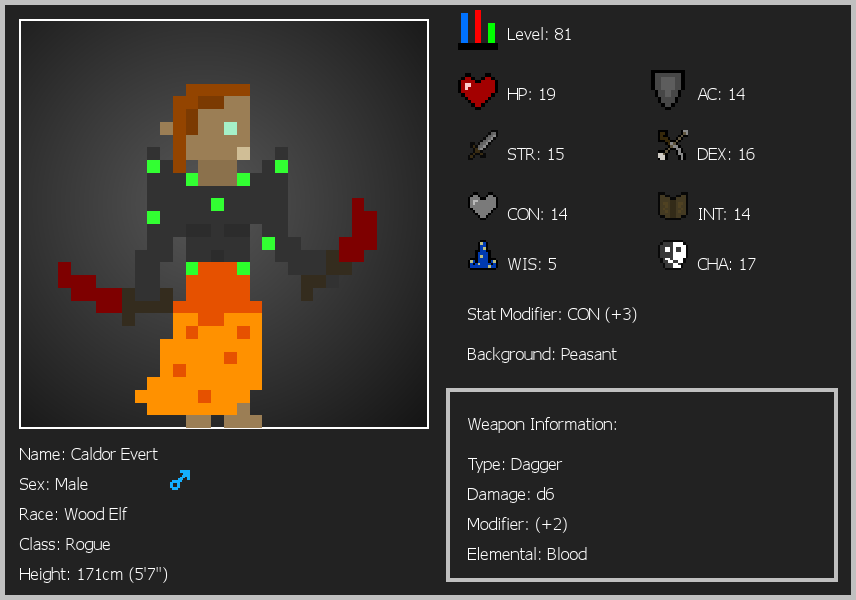 Level: 81
HP: 19
AC: 14
STR: 15
DEX: 16
CON: 14
INT: 14
WIS: 5
CHA: 17
Stat Modifier: CON (+3)
Background: Peasant
Weapon Information:
Type: Dagger
Damage: d6
Modifier: (+2)
Elemental: Blood
Name: Caldor Evert
Sex: Male
Race: Wood Elf
Class: Rogue
Height: 171cm (5'7")